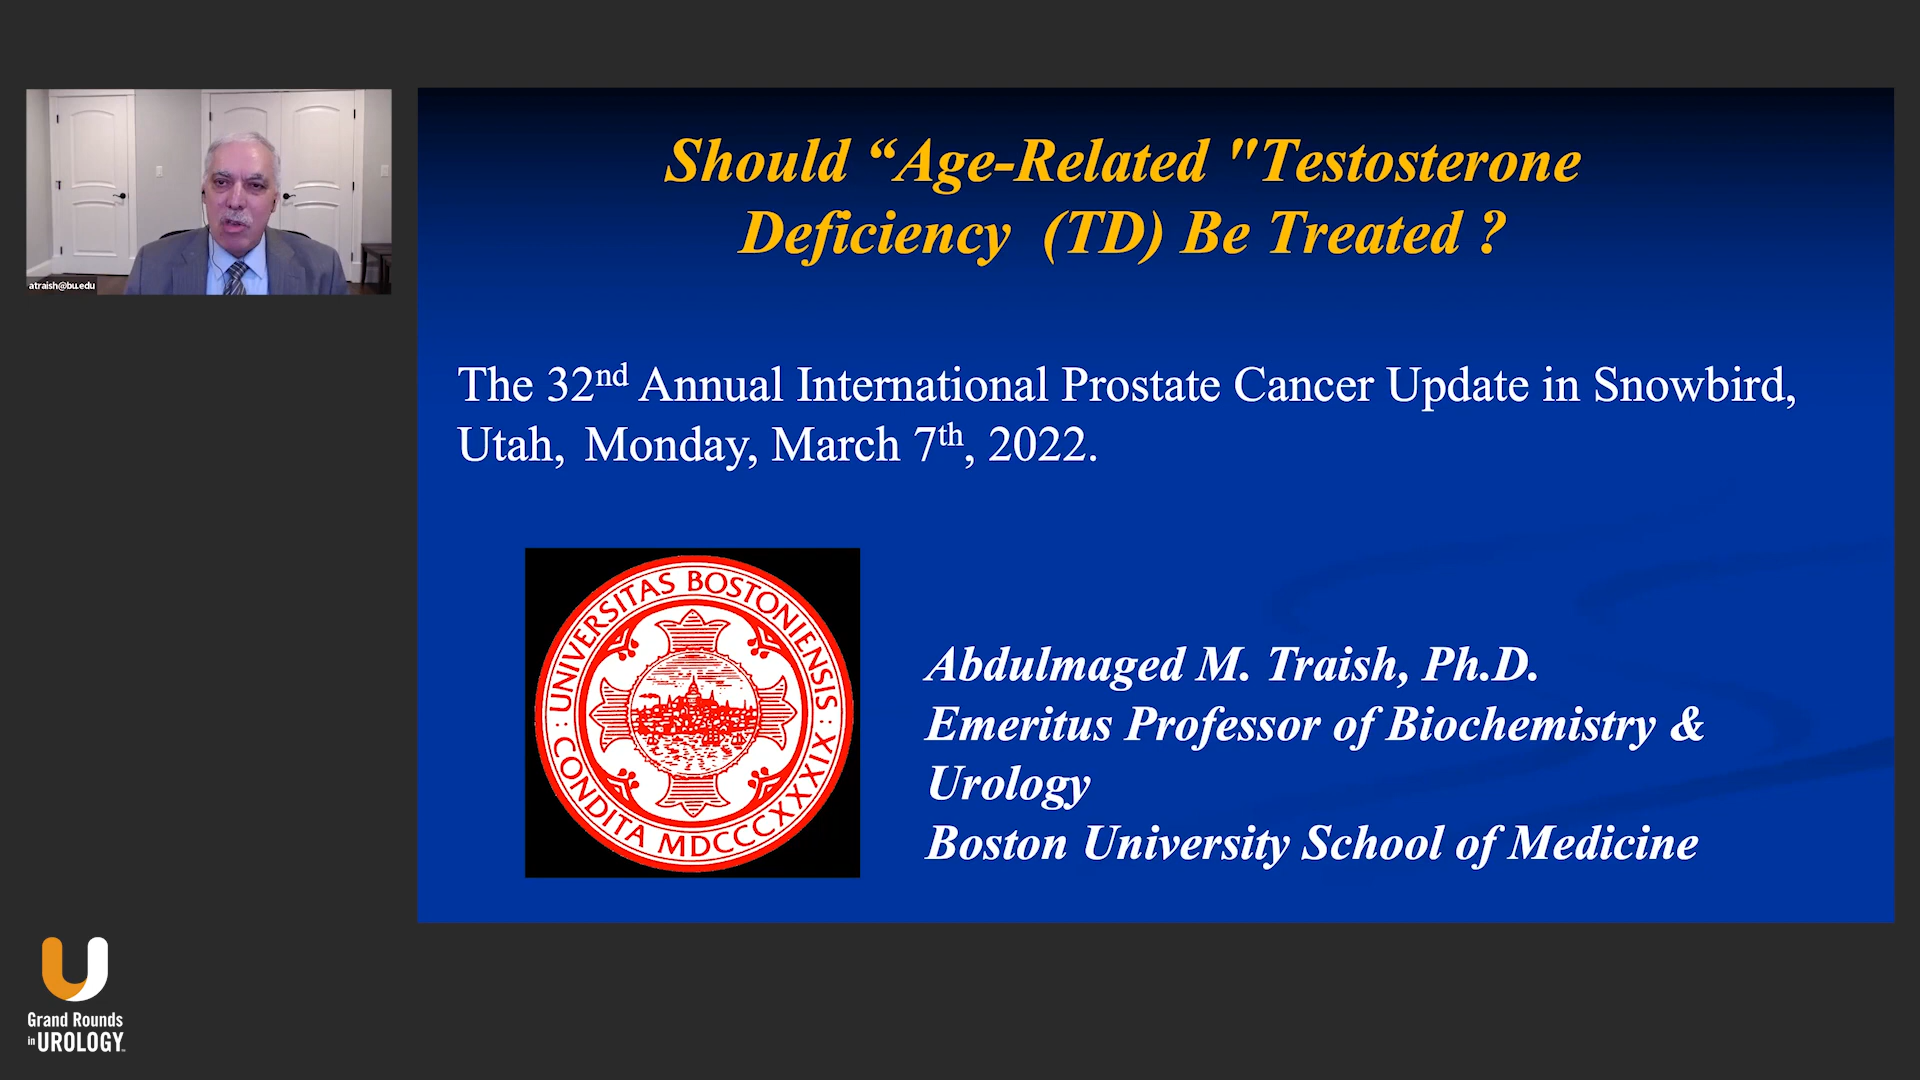 atraish@bu.edu
Should “Age-Related "Testosterone
Deficiency (TD) Be Treated ?
The 32nd Annual International Prostate Cancer Update in Snowbird,
Utah, Monday, March 7th, 2022.
UNIVERSITAS BOSTONIENSIS
: CONDITA MDCCCXXXIX :
Abdulmaged M. Traish, Ph.D.
Emeritus Professor of Biochemistry &
Urology
Boston University School of Medicine
Grand Rounds
in UROLOGY